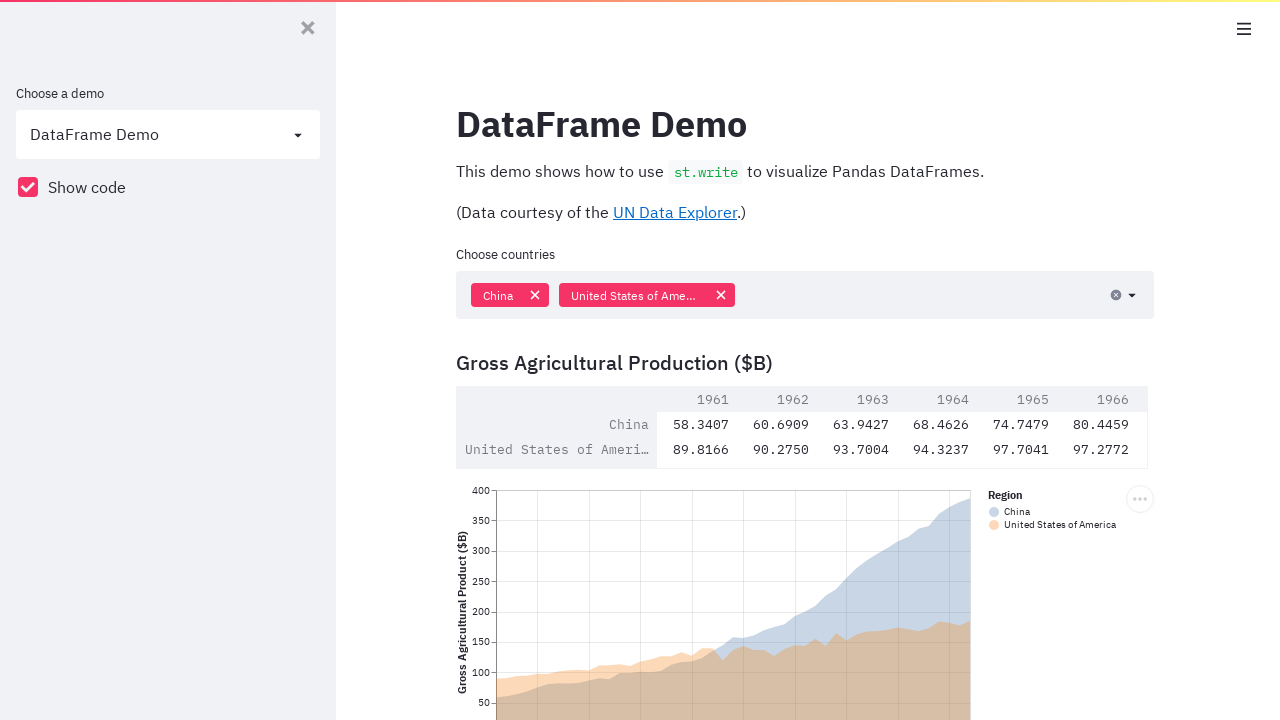 Choose a demo
DataFrame Demo
Show code
DataFrame Demo
This demo shows how to use st.write to visualize Pandas DataFrames.
(Data courtesy of the UN Data Explorer.)
Choose countries
China
United States of Ame...
Gross Agricultural Production ($B)
1961 1962 1963 1964 1965 1966
China 58.3407 60.6909 63.9427 68.4626 74.7479 80.4459
United States of Ameri… 89.8166 90.2750 93.7004 94.3237 97.7041 97.2772
Gross Agricultural Product ($B)
400
350
300
250
200
150
100
50
Region
China
United States of America